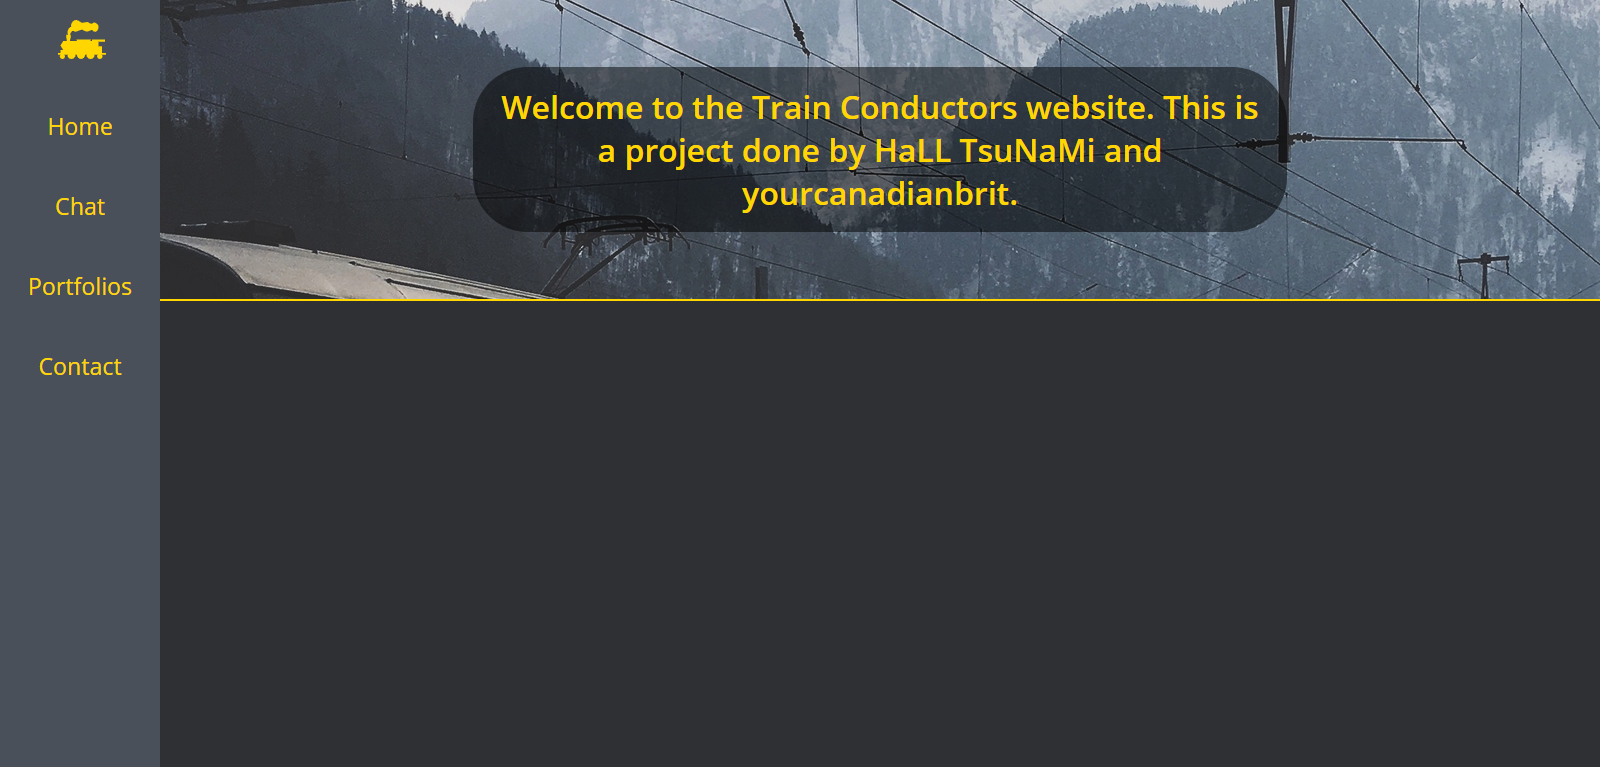 Home
Chat
Portfolios
Contact
Welcome to the Train Conductors website. This is
a project done by HaLL TsuNaMi and
yourcanadianbrit.